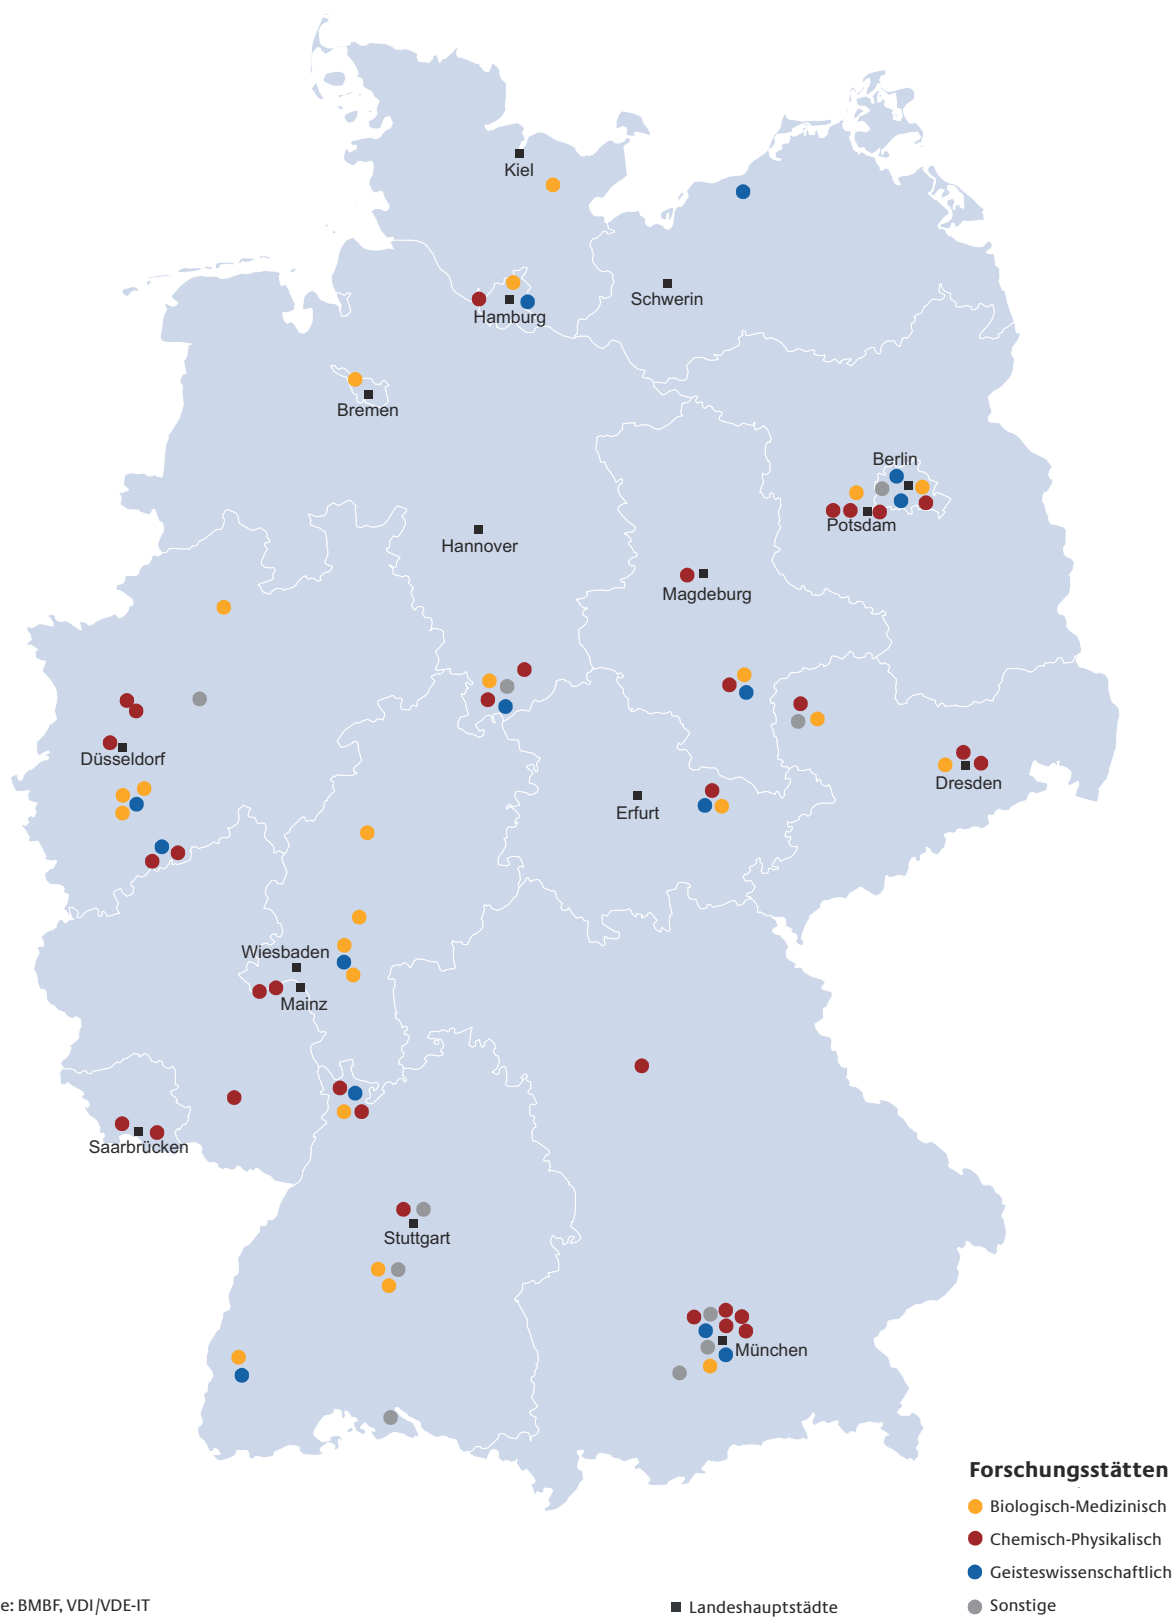 Kiel
Schwerin
Hamburg
Bremen
Berlin
Potsdam
Hannover
Magdeburg
Düsseldorf
Dresden
Erfurt
Wiesbaden
Mainz
Saarbrücken
Stuttgart
München
Forschungsstätten
Biologisch-Medizinisch
Chemisch-Physikalisch
Geisteswissenschaftlich
Sonstige
Landeshauptstädte
e: BMBF, VDI/VDE-IT